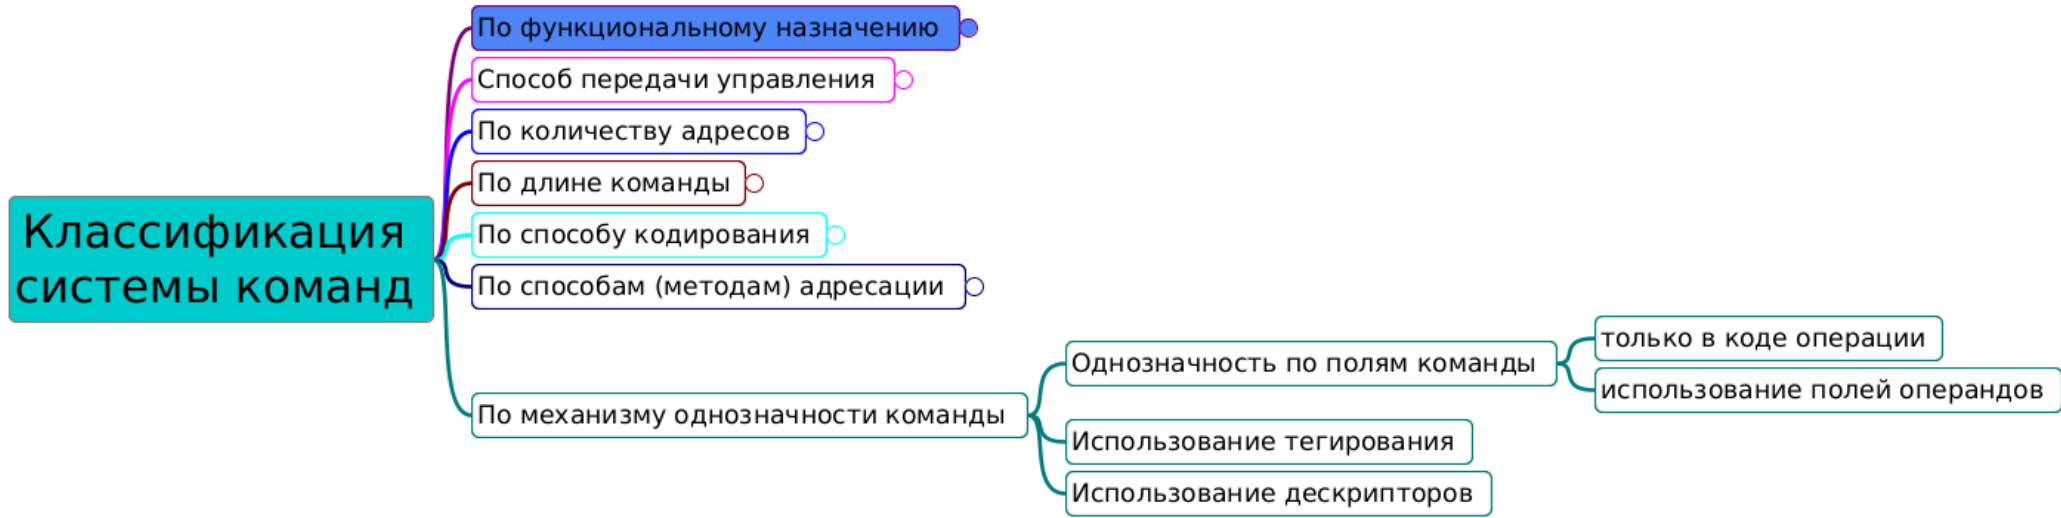 Классификация
системы команд
По функциональному назначению
Способ передачи управления
По количеству адресов
По длине команды
По способу кодирования
По способам (методам) адресации
По механизму однозначности команды
Однозначность по полям команды
только в коде операции
использование полей операндов
Использование тегирования
Использование дескрипторов